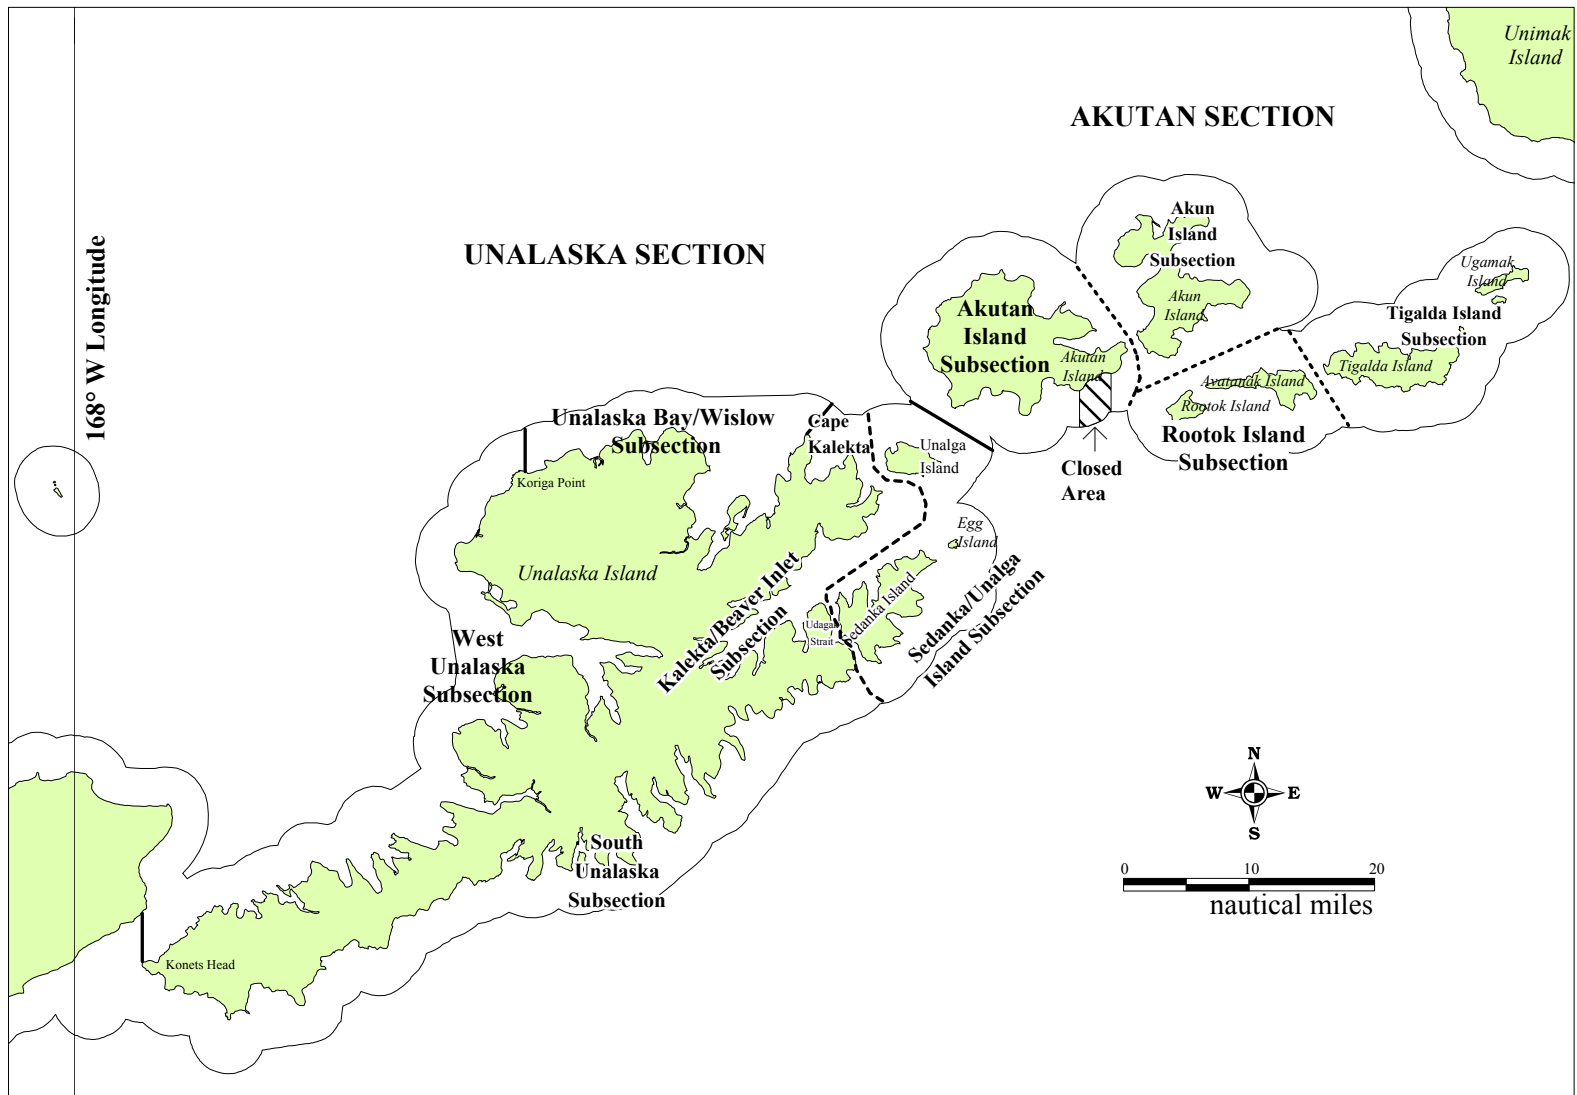 Unimak
Island
AKUTAN SECTION
UNALASKA SECTION
168° W Longitude
Akun
Island
Subsection
Akun
Island
Ugamak
Island
Tigalda Island
Subsection
Tigalda Island
Akutan
Island
Subsection
Akutan
Island
Avatanak Island
Rootok Island
Rootok Island
Subsection
Closed
Area
Unalaska Bay/Wislow
Subsection
Cape
Kalekta
Unalga
Island
Koriga Point
Egg
Island
Unalaska Island
Kalekta/Beaver Inlet
Subsection
Udagak
Strait
Sedanka Island
Sedanka/Unalga
Island Subsection
West
Unalaska
Subsection
South
Unalaska
Subsection
Konets Head
N
W E
S
0 10 20
nautical miles